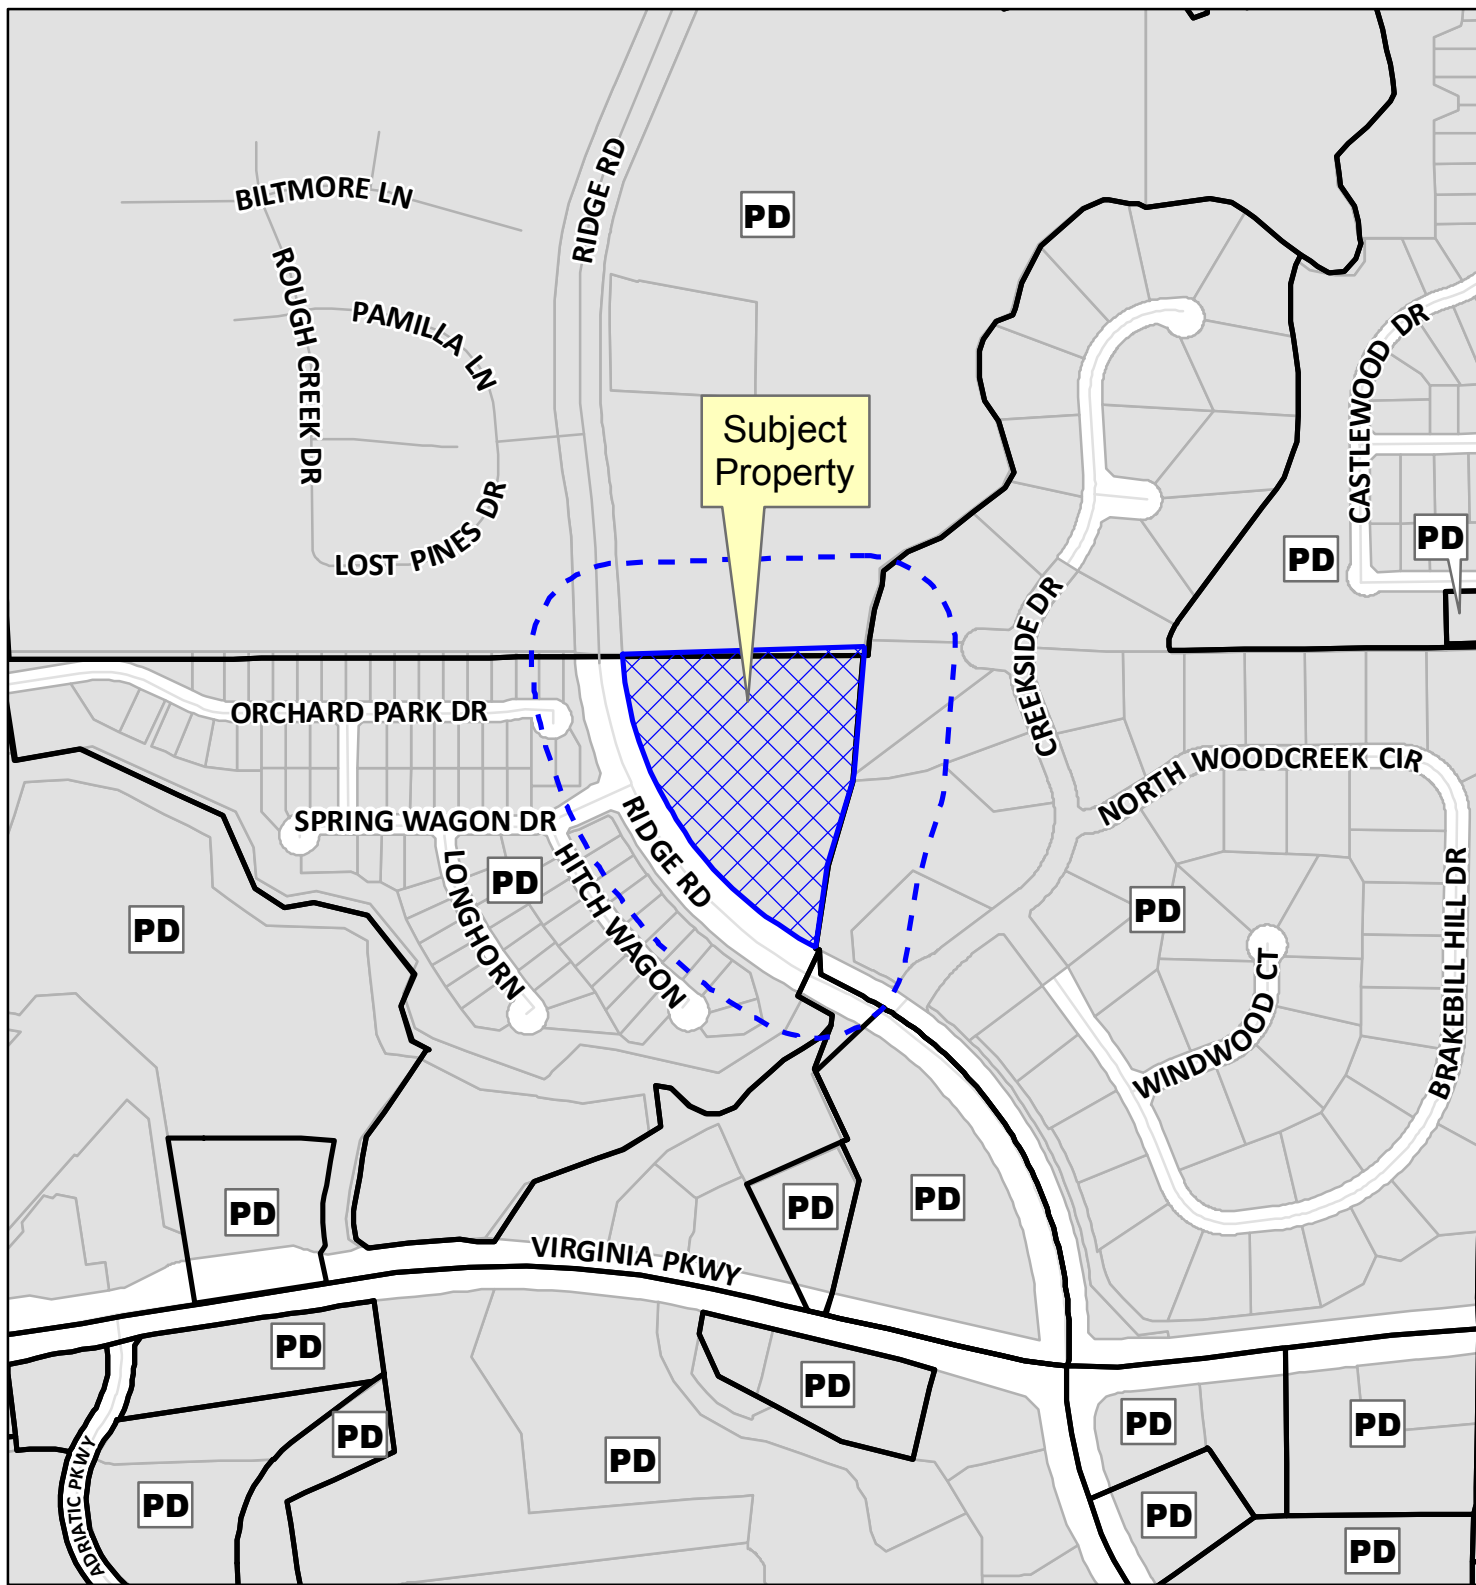 RIDGE RD
BILTMORE LN
PD
ROUGH CREEK DR
PAMILLA LN
CASTLEWOOD DR
Subject
Property
LOST PINES DR
PD
PD
CREEKSIDE DR
ORCHARD PARK DR
NORTH WOODCREEK CIR
SPRING WAGON DR
RIDGE RD
LONGHORN
PD
HITCH WAGON
PD
PD
BRAKEBILL HILL DR
WINDWOOD CT
PD
PD
PD
VIRGINIA PKWY
PD
PD
PD
PD
PD
PD
ADRIATIC PKWY
PD
PD
PD